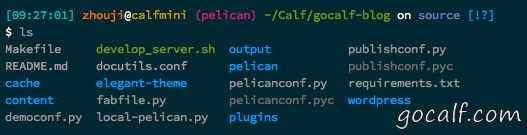 [09:27:01] zhouji@calfmini (pelican) ~/Calf/gocalf-blog on source [↓?]
$ ls
Makefile develop_server.sh output publishconf.py
README.md docutils.conf pelican publishconf.pyc
cache elegant-theme pelicanconf.py requirements.txt
content fabfile.py pelicanconf.pyc wordpress
democonf.py local-pelican.py plugins
gocalf.com